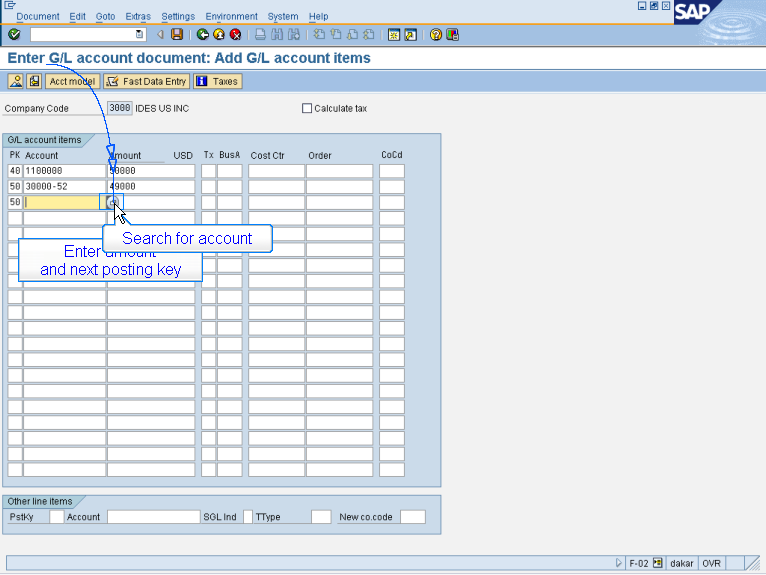 Document Edit Goto Extras Settings Environment System Help
SAP
Enter G/L account document: Add G/L account items
Acct model Fast Data Entry Taxes
Company Code 3000 IDES US INC Calculate tax
G/L account items
PK Account Amount USD Tx BusA Cost Ctr Order CoCd
40 1100000 50000
50 30000-52 49000
50
Search for account
Enter amount
and next posting key
Other line items
PstKy Account SGL Ind TType New co.code
F-02 dakar OVR